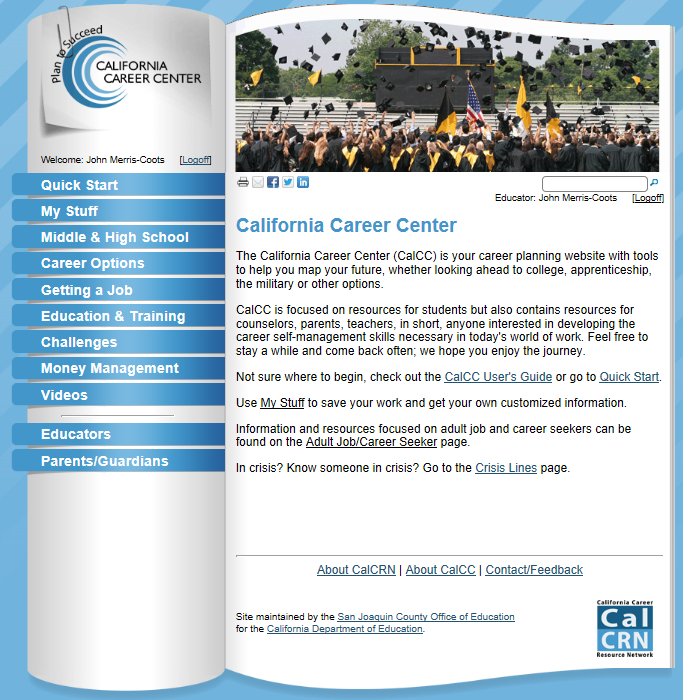 Plan to Succeed
CALIFORNIA
CAREER CENTER
Welcome: John Merris-Coots [Logoff]
Quick Start
My Stuff
Middle & High School
Career Options
Getting a Job
Education & Training
Challenges
Money Management
Videos
Educators
Parents/Guardians
Educator: John Merris-Coots [Logoff]
California Career Center
The California Career Center (CalCC) is your career planning website with tools
to help you map your future, whether looking ahead to college, apprenticeship,
the military or other options.
CalCC is focused on resources for students but also contains resources for
counselors, parents, teachers, in short, anyone interested in developing the
career self-management skills necessary in today's world of work. Feel free to
stay a while and come back often; we hope you enjoy the journey.
Not sure where to begin, check out the CalCC User's Guide or go to Quick Start.
Use My Stuff to save your work and get your own customized information.
Information and resources focused on adult job and career seekers can be
found on the Adult Job/Career Seeker page.
In crisis? Know someone in crisis? Go to the Crisis Lines page.
About CalCRN | About CalCC | Contact/Feedback
Site maintained by the San Joaquin County Office of Education
for the California Department of Education.
California Career
Cal
CRN
Resource Network